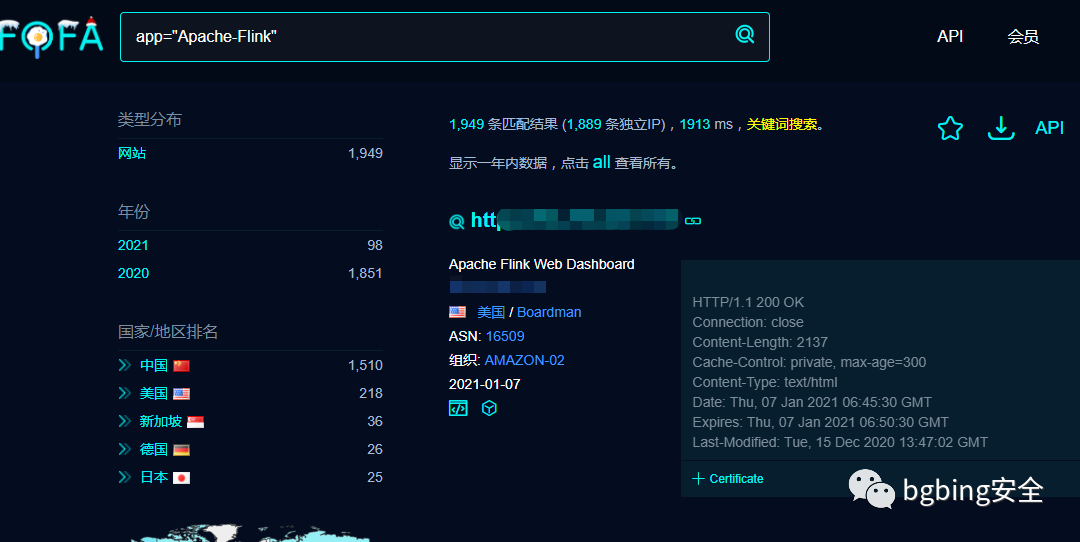 FOFA
app="Apache-Flink"
API
会员
类型分布
网站 1,949
年份
2021 98
2020 1,851
国家/地区排名
中国 1,510
美国 218
新加坡 36
德国 26
日本 25
1,949 条匹配结果 (1,889 条独立IP)，1913 ms，关键词搜索。
API
显示一年内数据，点击 all 查看所有。
Apache Flink Web Dashboard
美国 / Boardman
ASN: 16509
组织: AMAZON-02
2021-01-07
HTTP/1.1 200 OK
Connection: close
Content-Length: 2137
Cache-Control: private, max-age=300
Content-Type: text/html
Date: Thu, 07 Jan 2021 06:45:30 GMT
Expires: Thu, 07 Jan 2021 06:50:30 GMT
Last-Modified: Tue, 15 Dec 2020 13:47:02 GMT
Certificate
bgbing安全